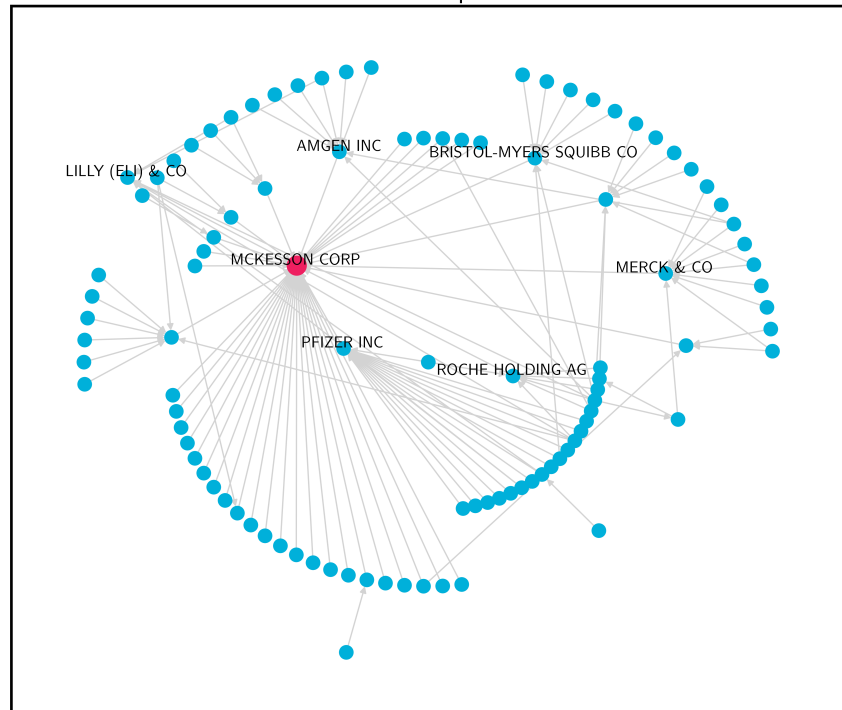 AMGEN INC
BRISTOL-MYERS SQUIBB CO
LILLY (ELI) & CO
MCKESSON CORP
MERCK & CO
PFIZER INC
ROCHE HOLDING AG